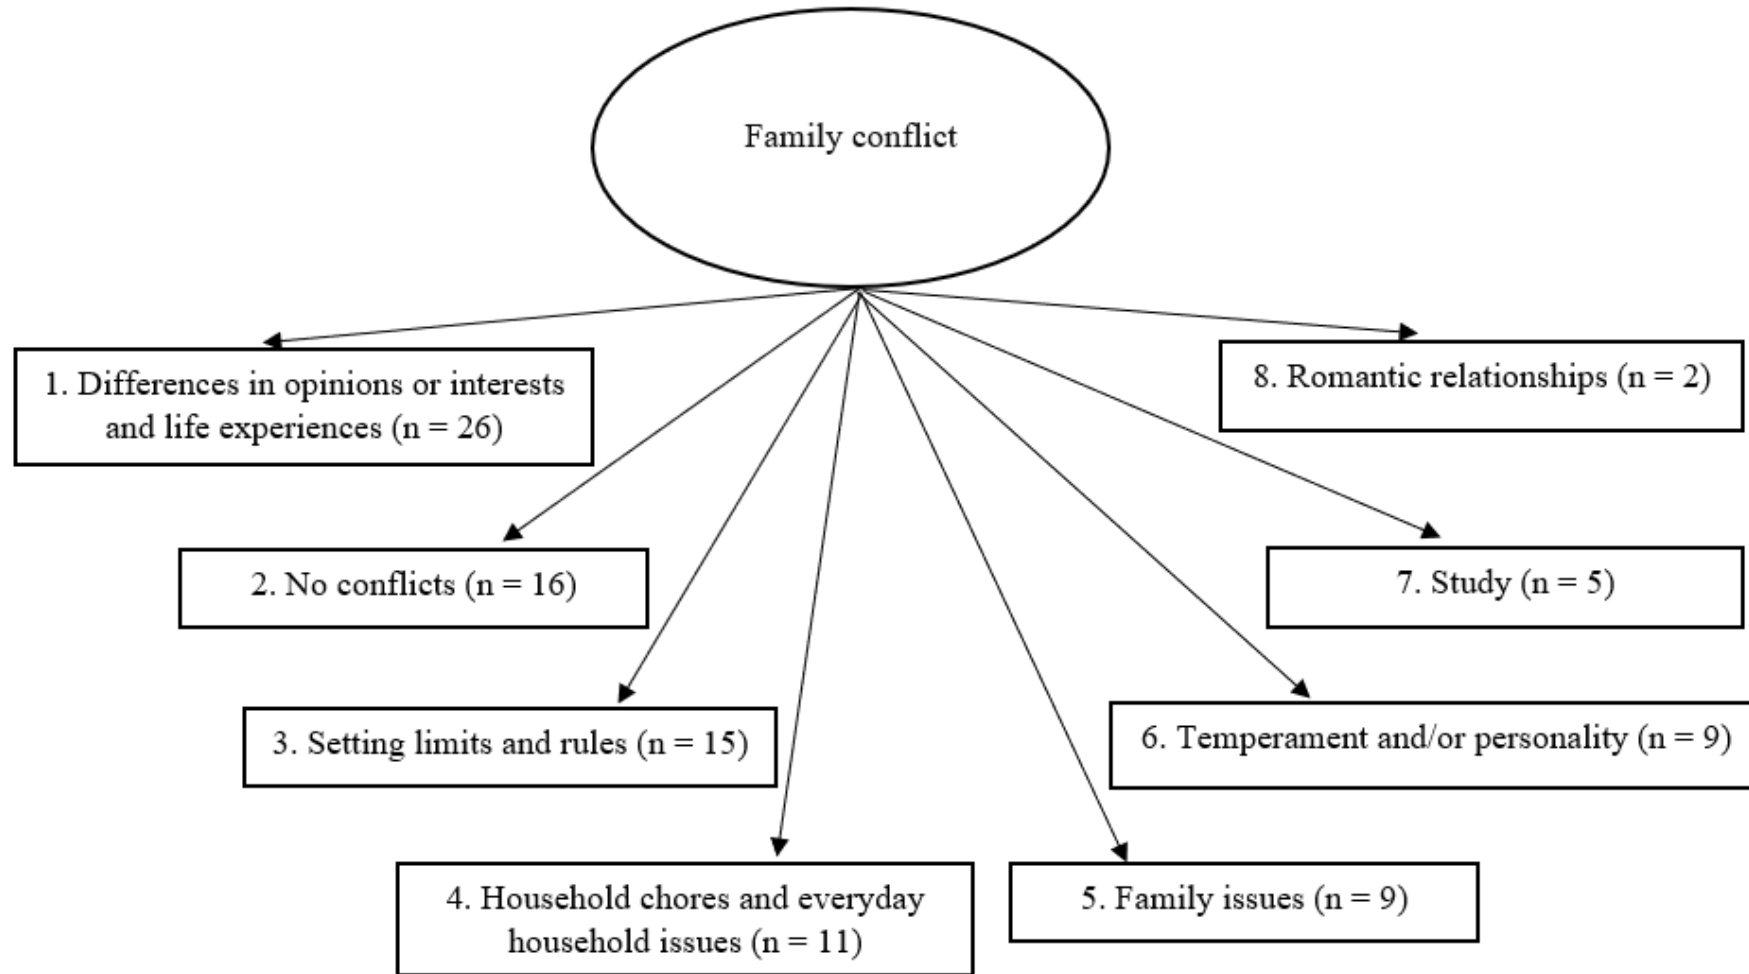 Family conflict
1. Differences in opinions or interests
and life experiences (n = 26)
2. No conflicts (n = 16)
3. Setting limits and rules (n = 15)
4. Household chores and everyday
household issues (n = 11)
5. Family issues (n = 9)
6. Temperament and/or personality (n = 9)
7. Study (n = 5)
8. Romantic relationships (n = 2)